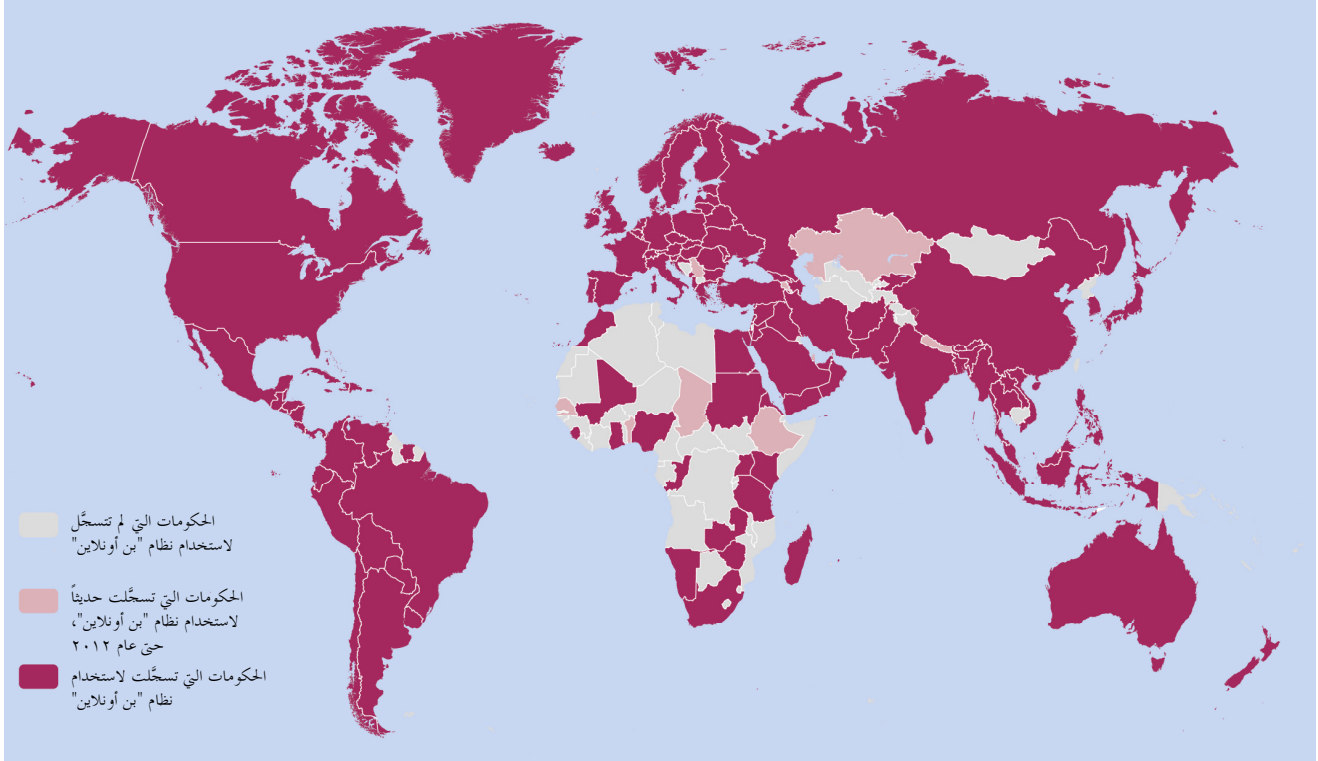 الحكومات التي لم تتسجَّل
لاستخدام نظام "بن أونلاين"
الحكومات التي تسجَّلت حديثاً
لاستخدام نظام "بن أونلاين"،
حتى عام ٢٠١٢
الحكومات التي تسجَّلت لاستخدام
نظام "بن أونلاين"